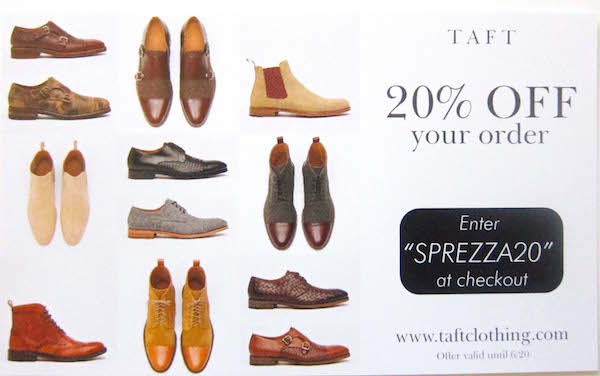 TAFT
20% OFF
your order
Enter
"SPREZZA20"
at checkout
www.taftclothing.com
Offer valid until 6/20.